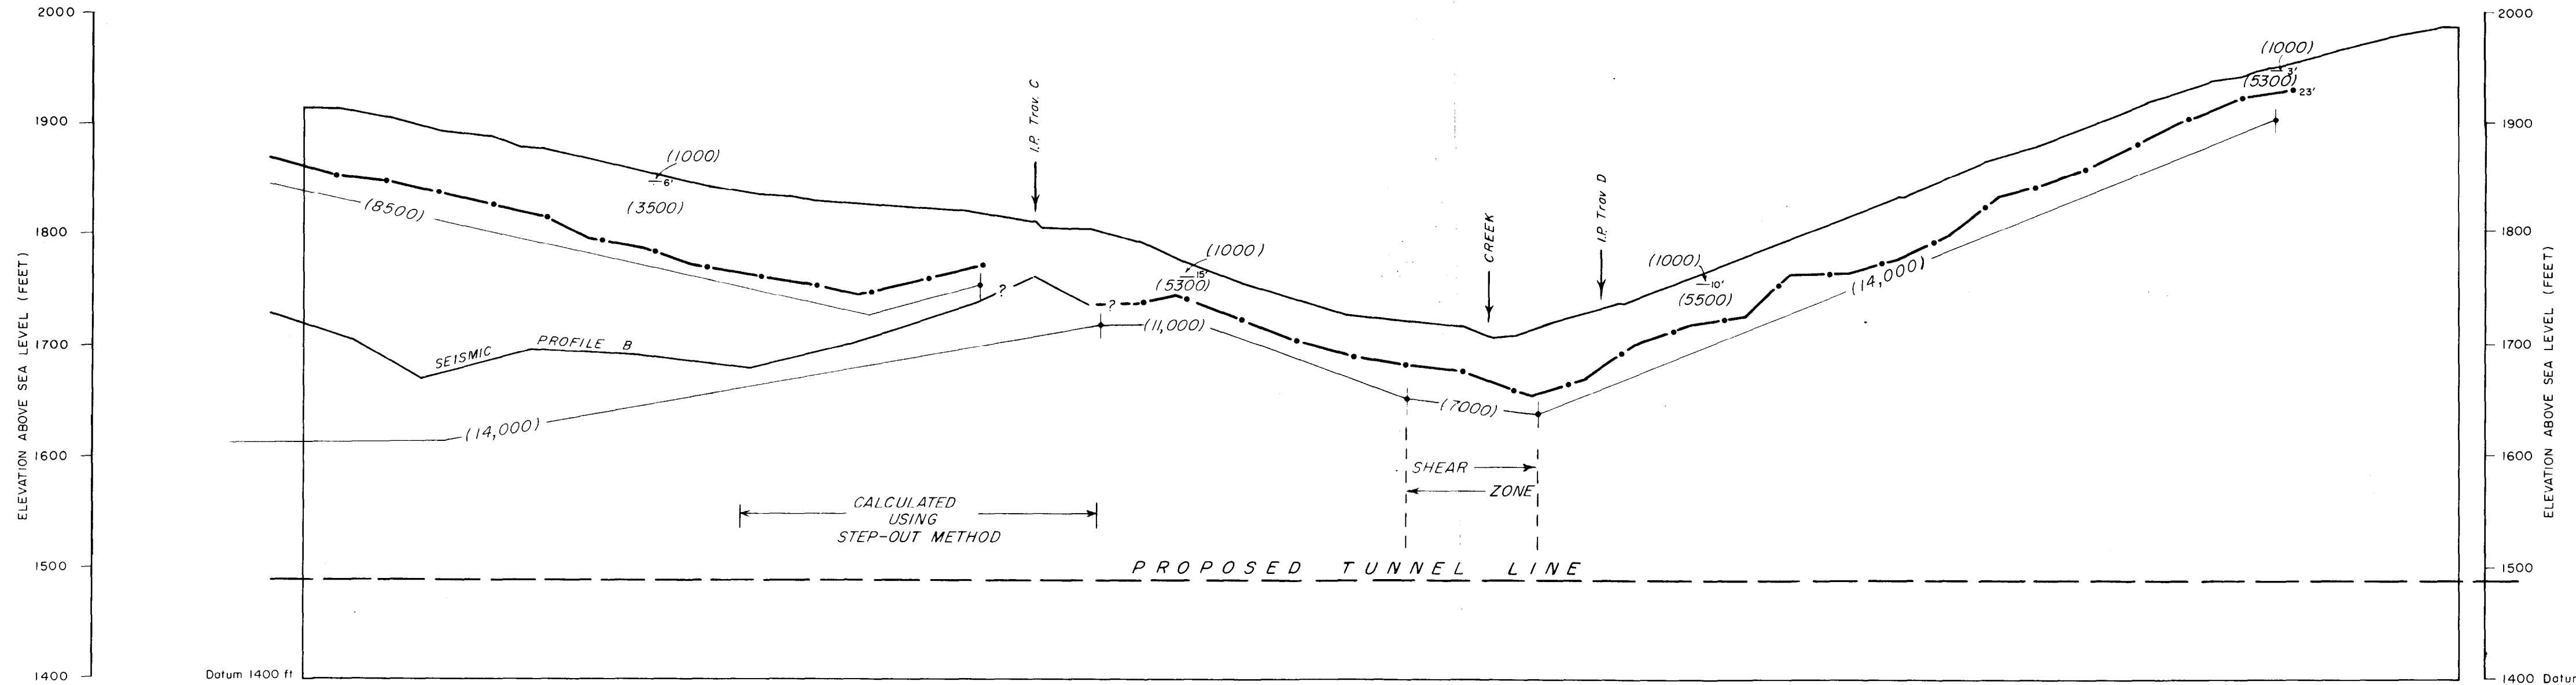 2000
1900
1800
1700
1600
1500
1400
ELEVATION ABOVE SEA LEVEL (FEET)
Datum 1400 ft
(1000)
6'
(3500)
(8500)
SEISMIC PROFILE B
(14,000)
?
I.P. Trav. C
?
(1000)
15'
(5300)
(11,000)
CREEK
I.P. Trav D
(7000)
SHEAR
ZONE
CALCULATED
USING
STEP-OUT METHOD
(1000)
10'
(5500)
(14,000)
(1000)
3'
(5300)
23'
PROPOSED TUNNEL LINE
2000
1900
1800
1700
1600
1500
1400 Datu
ELEVATION ABOVE SEA LEVEL (FEET)